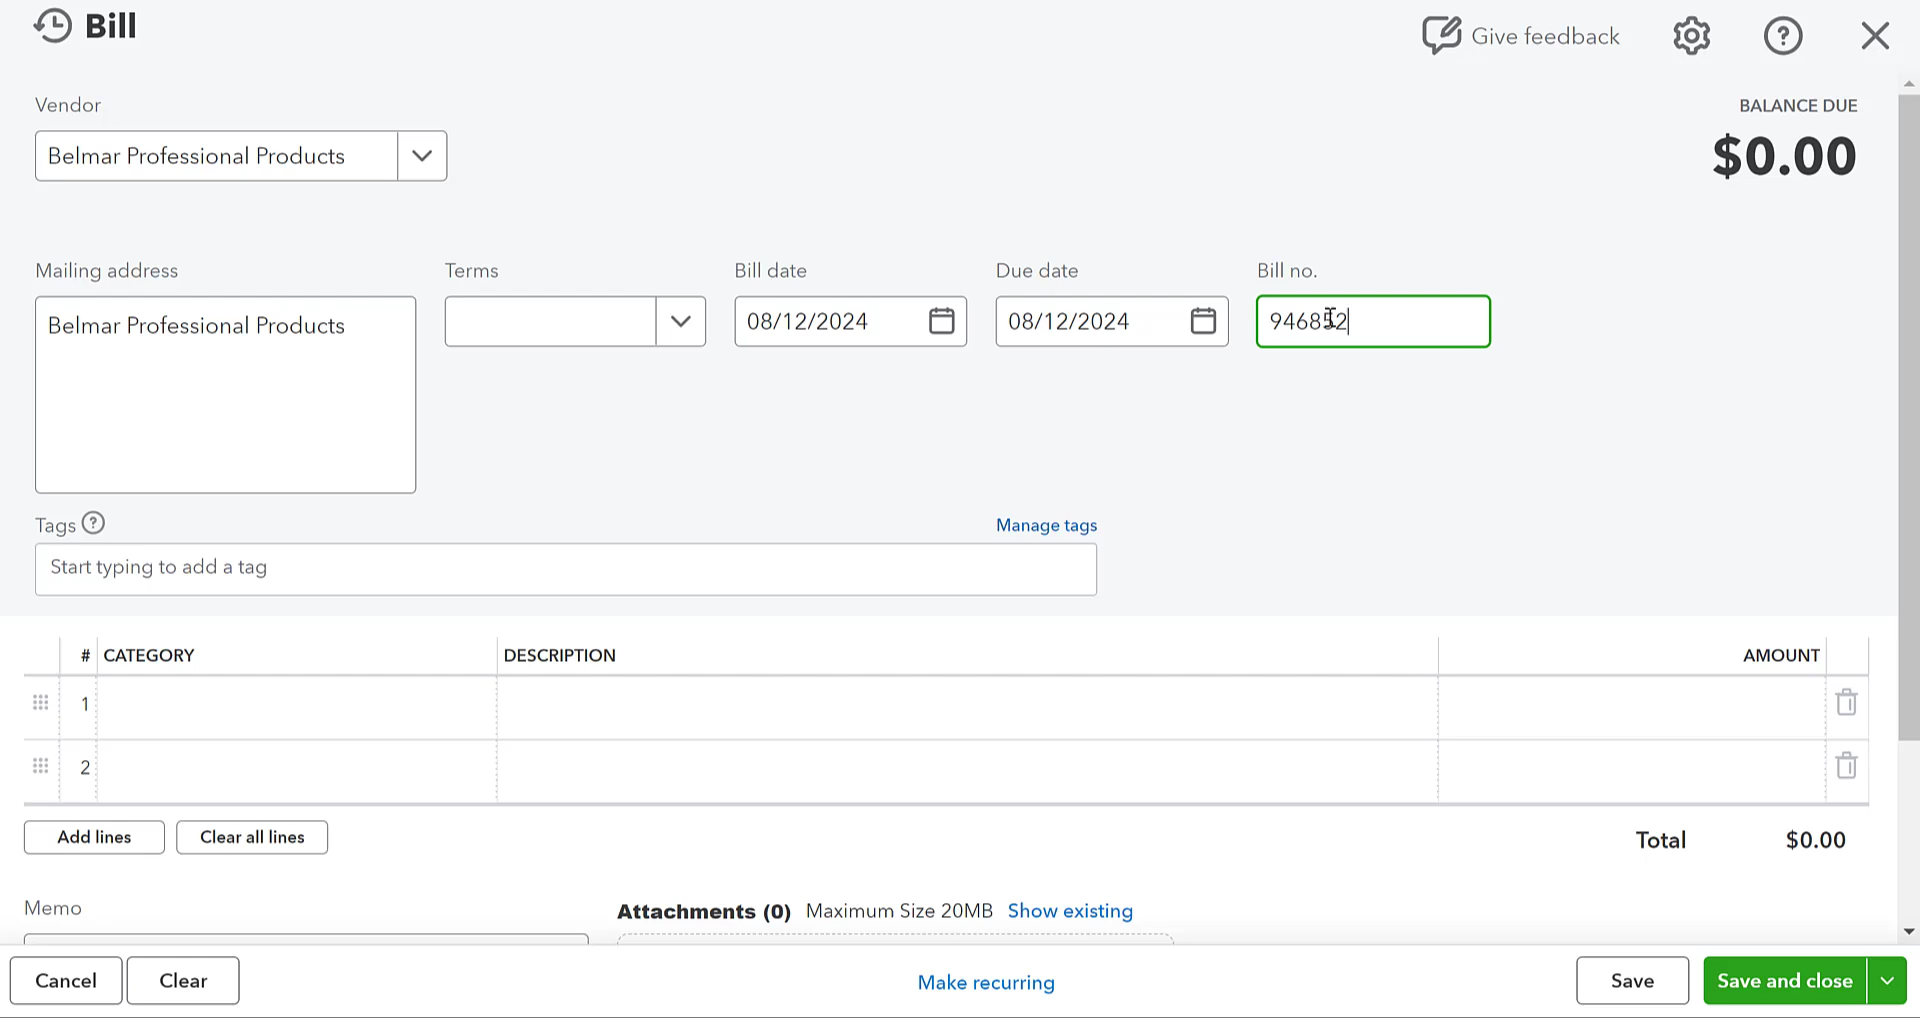 Bill
Give feedback
Vendor
BALANCE DUE
Belmar Professional Products
$0.00
Mailing address
Terms
Bill date
Due date
Bill no.
Belmar Professional Products
08/12/2024
08/12/2024
946852
Tags
Manage tags
Start typing to add a tag
# CATEGORY DESCRIPTION AMOUNT
1
2
Add lines
Clear all lines
Total $0.00
Memo
Attachments (0) Maximum Size 20MB Show existing
Cancel
Clear
Make recurring
Save
Save and close